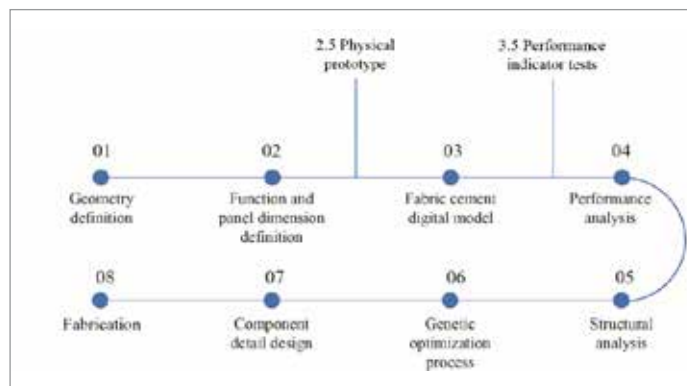 2.5 Physical
prototype
3.5 Performance
indicator tests
01
02
03
04
Geometry
definition
Function and
panel dimension
definition
Fabric cement
digital model
Performance
analysis
08
07
06
05
Fabrication
Component
detail design
Genetic
optimization
process
Structural
analysis